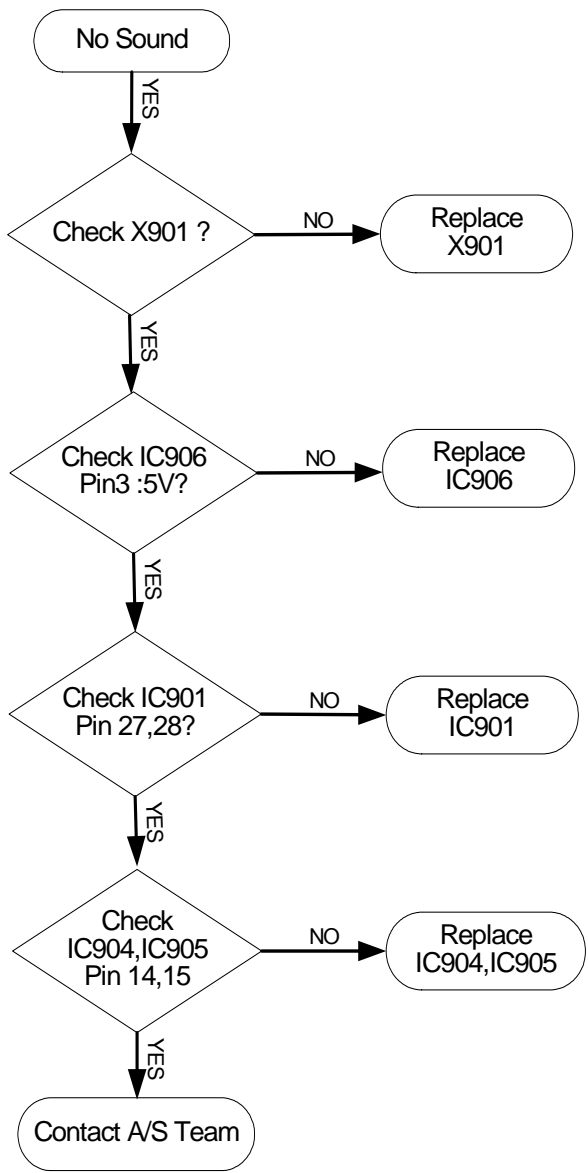 No Sound
YES
Check X901 ?
NO
Replace
X901
YES
Check IC906
Pin3 :5V?
NO
Replace
IC906
YES
Check IC901
Pin 27,28?
NO
Replace
IC901
YES
Check
IC904,IC905
Pin 14,15
NO
Replace
IC904,IC905
YES
Contact A/S Team